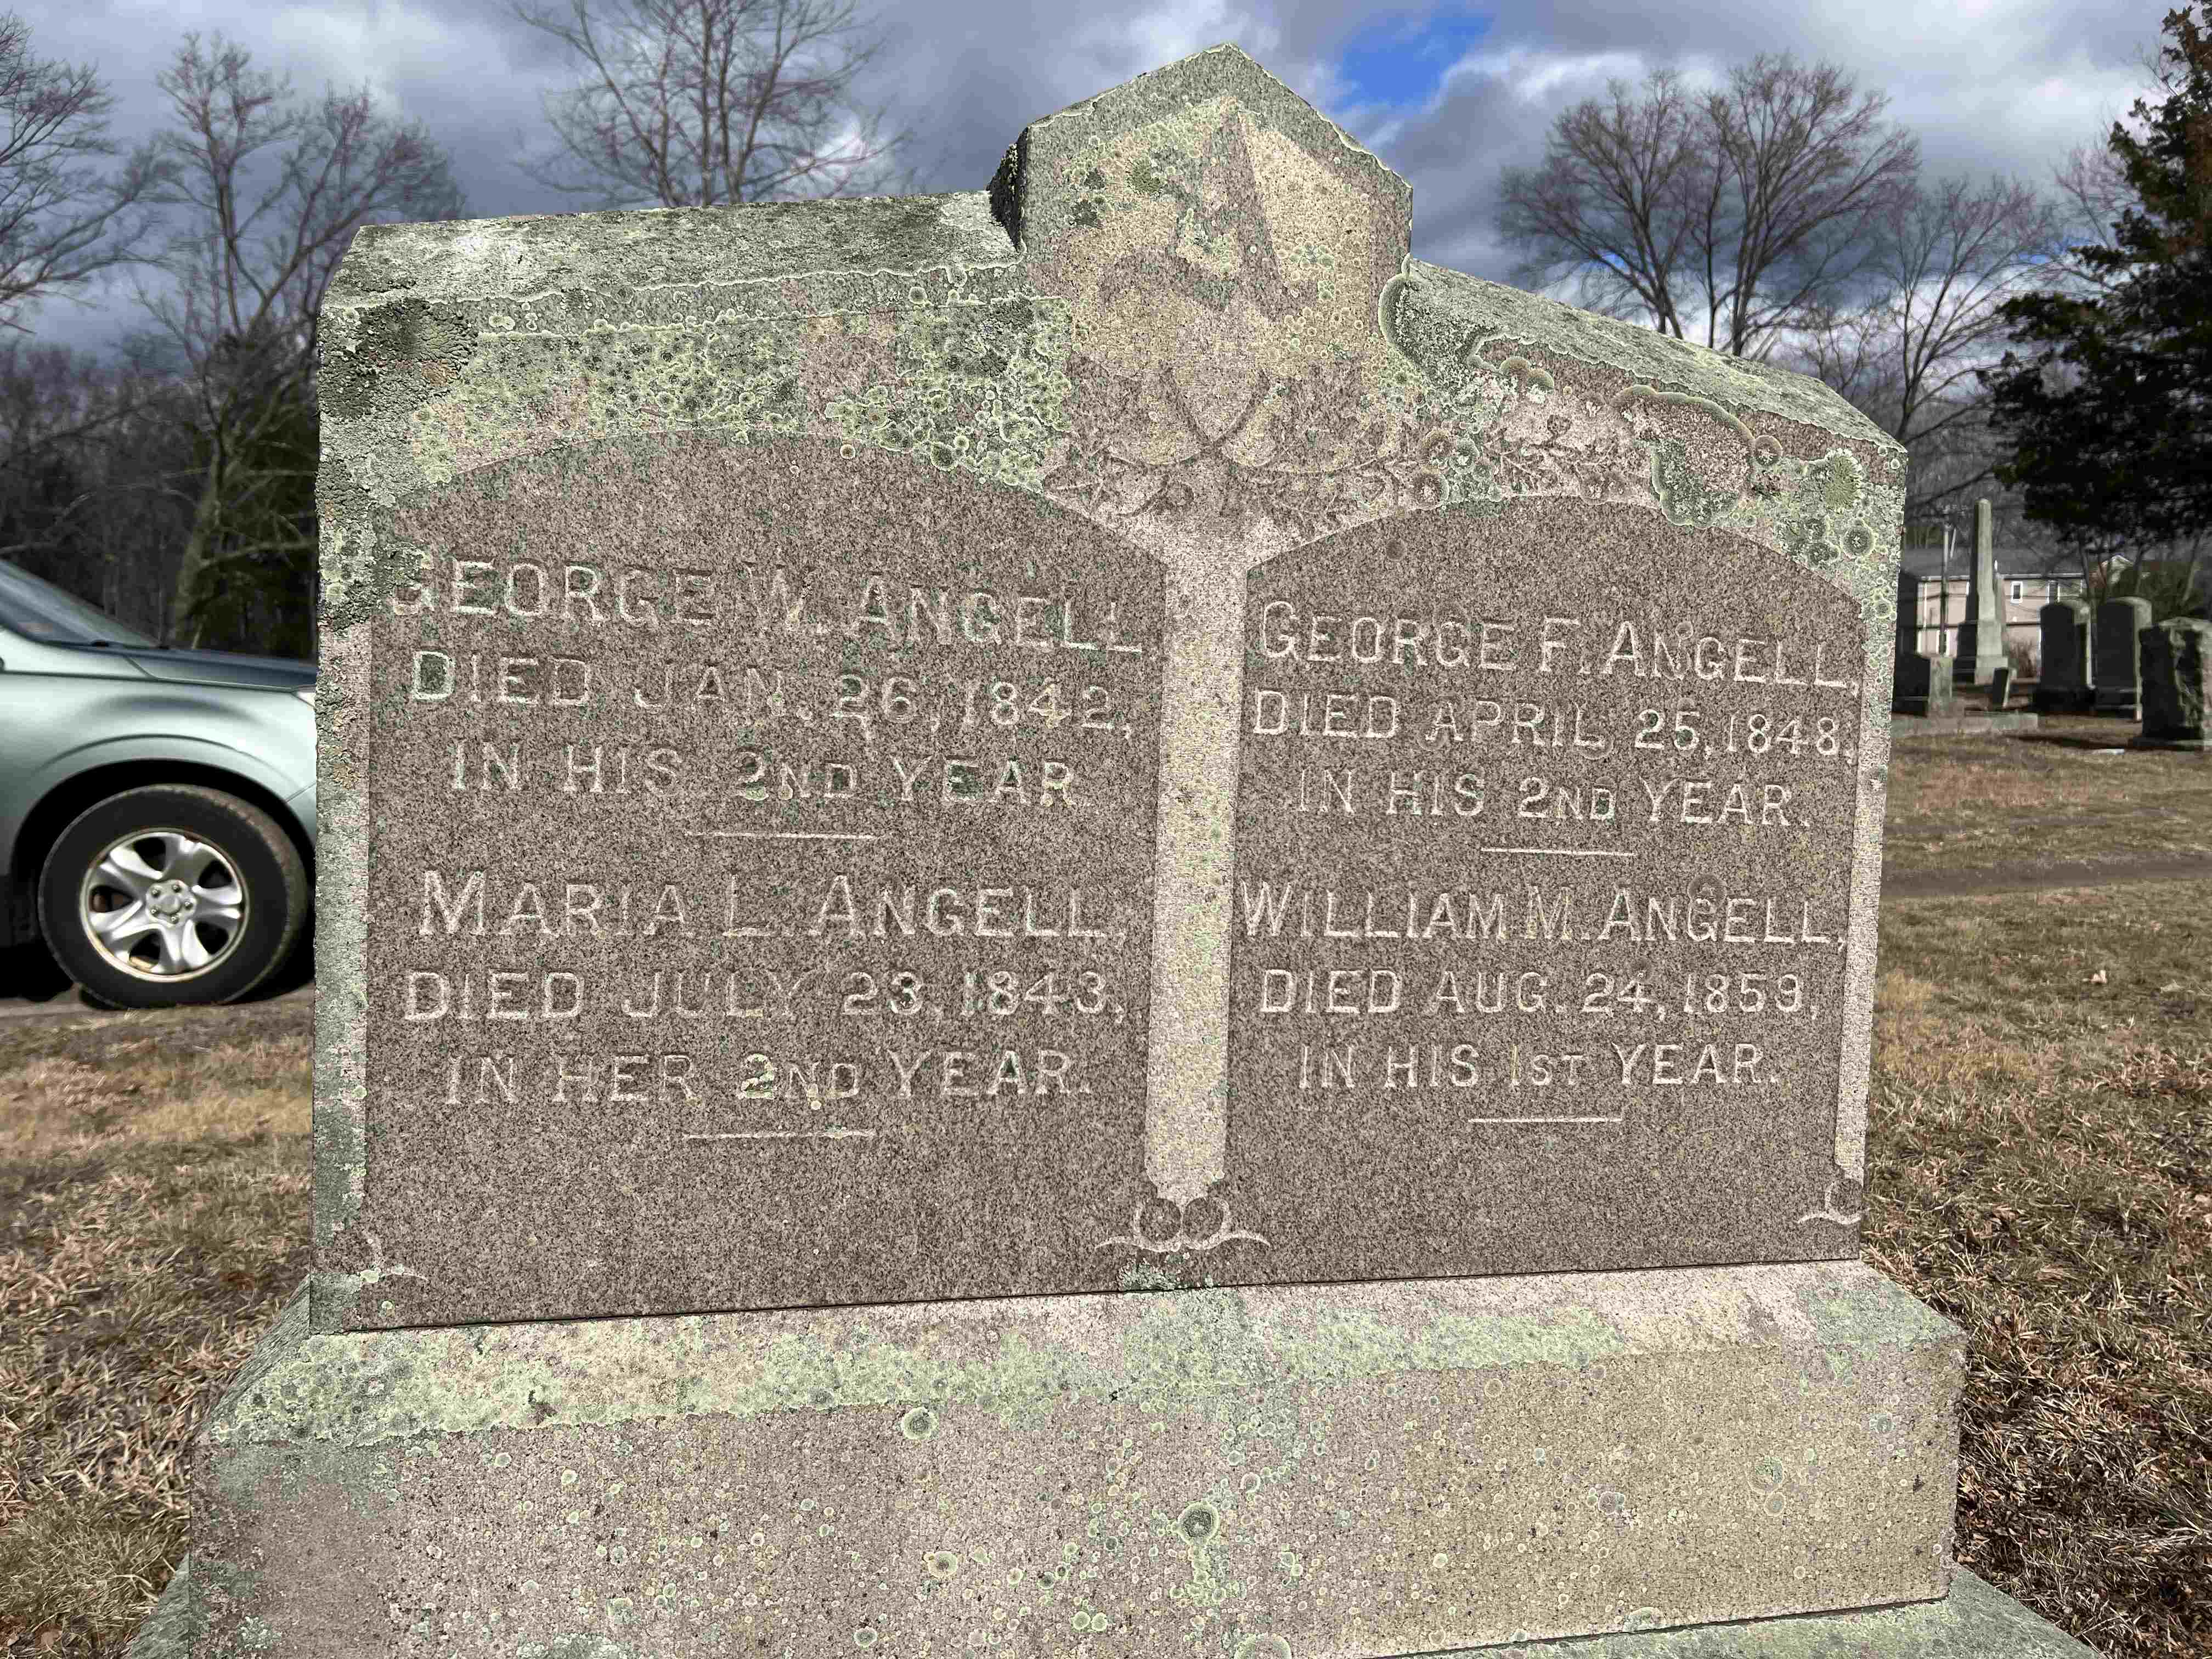 GEORGE W. ANGELL.
DIED JAN. 26, 1842,
IN HIS 2ND YEAR
MARIA L. ANGELL,
DIED JULY 23, 1843,
IN HER 2ND YEAR.
GEORGE F. ANGELL,
DIED APRIL 25, 1848.
IN HIS 2ND YEAR.
WILLIAM M. ANGELL,
DIED AUG. 24, 1859,
IN HIS 1ST YEAR.